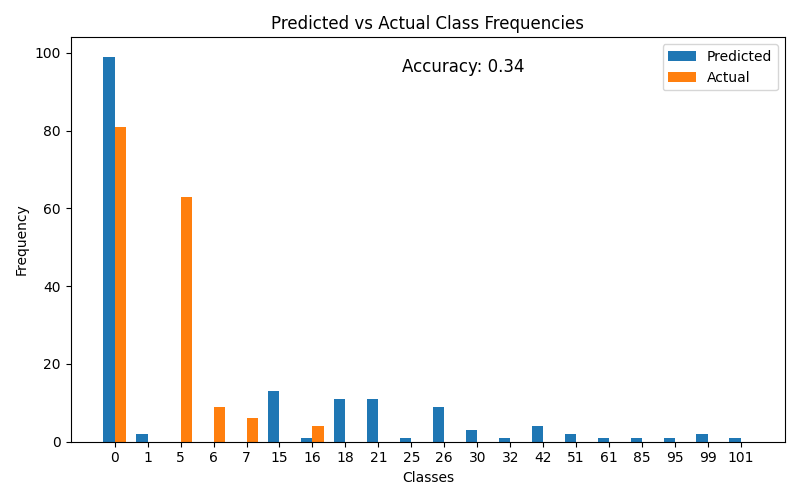 Predicted vs Actual Class Frequencies
Accuracy: 0.34
Predicted
Actual
Frequency
100
80
60
40
20
0
0 1 5 6 7 15 16 18 21 25 26 30 32 42 51 61 85 95 99 101
Classes